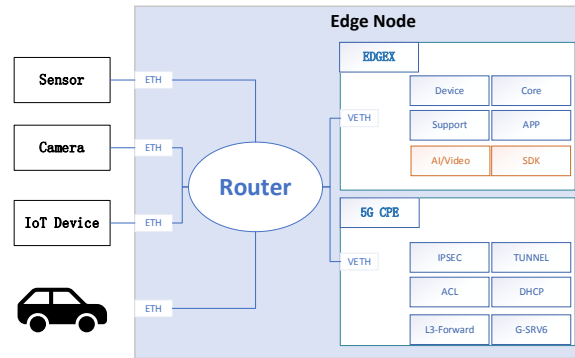 Edge Node
EDGEX
Sensor
ETH
Device
Core
VETH
Support
APP
Camera
ETH
AI/Video
SDK
Router
IoT Device
ETH
5G CPE
VETH
IPSEC
TUNNEL
ACL
DHCP
ETH
L3-Forward
G-SRV6